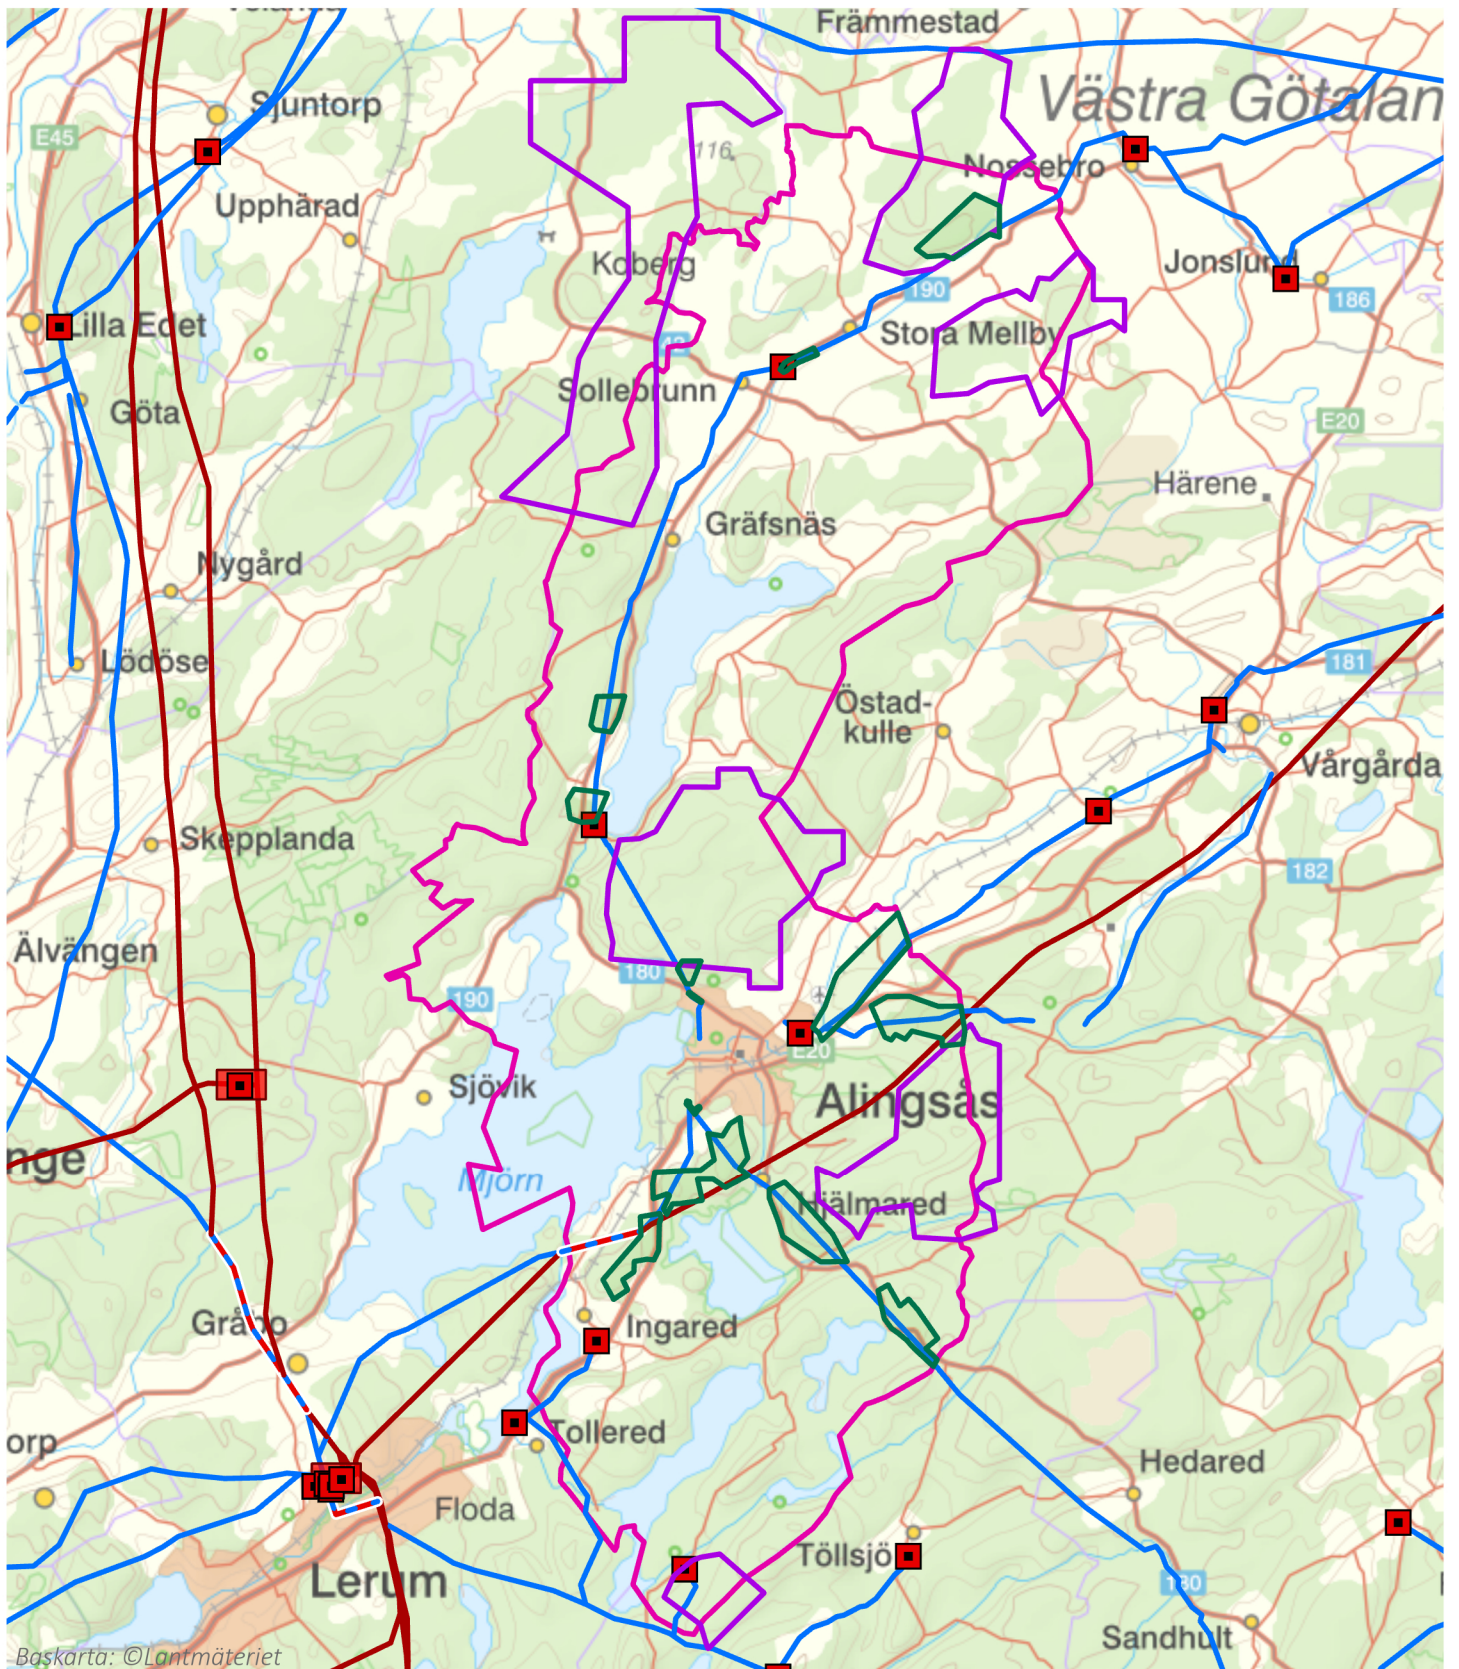 Främmestad
Västra Götalan
Sjuntorp
E45
116
Nossebro
Upphärad
Koberg
Jonslund
190
186
Lilla Edet
Stora Mellby
42
Sollebrunn
Göta
E20
Härene
Gräfsnäs
Nygård
Lödöse
181
Östad-
kulle
Vårgårda
Skepplanda
182
Älvängen
180
190
E20
Sjövik
Alingsås
nge
Mjörn
Hjälmared
Gråbo
Ingared
orp
Tollered
Hedared
Floda
Töllsjö
Lerum
180
Sandhult
Baskarta: ©Lantmäteriet